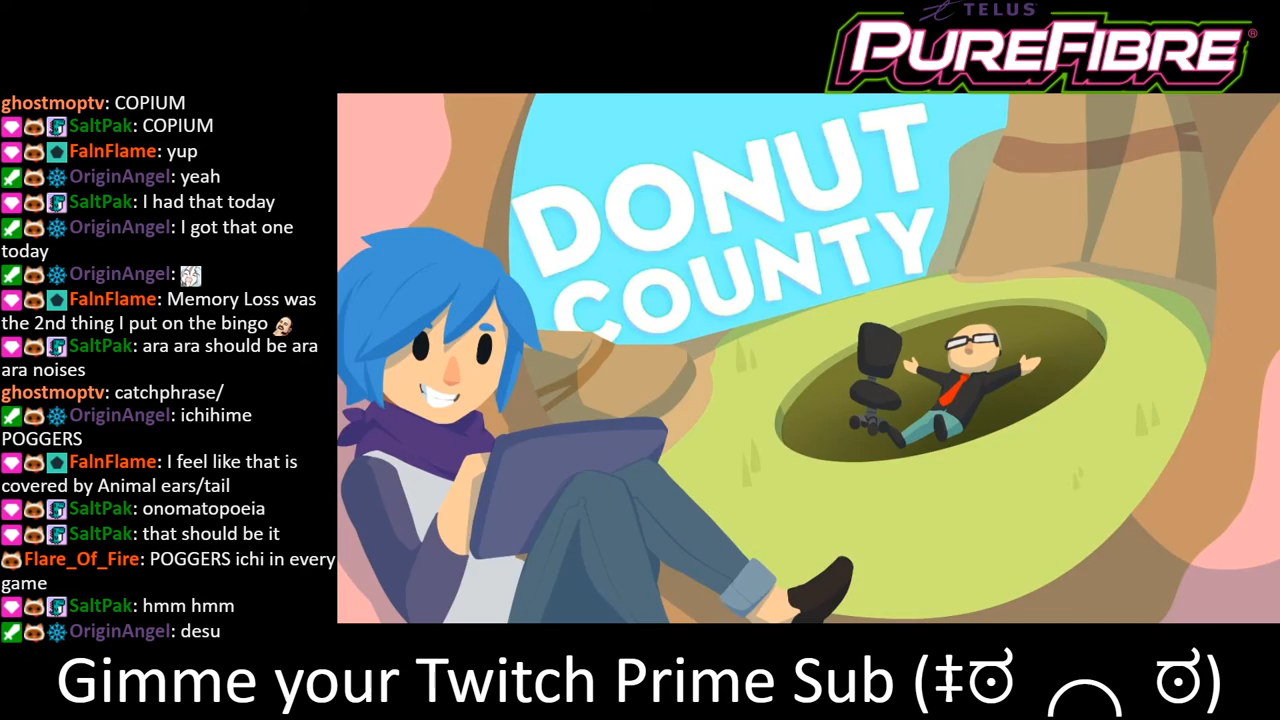 TELUS
PUREFIBRE®
ghostmoptv: COPIUM
SaltPak: COPIUM
FalnFlame: yup
OriginAngel: yeah
SaltPak: I had that today
OriginAngel: I got that one
today
OriginAngel:
FalnFlame: Memory Loss was
the 2nd thing I put on the bingo
SaltPak: ara ara should be ara
ara noises
ghostmoptv: catchphrase/
OriginAngel: ichihime
POGGERS
FalnFlame: I feel like that is
covered by Animal ears/tail
SaltPak: onomatopoeia
SaltPak: that should be it
Flare_Of_Fire: POGGERS ichi in every
game
SaltPak: hmm hmm
OriginAngel: desu
DONUT
COUNTY
Gimme your Twitch Prime Sub (‡ಠ ͜ ಠ)